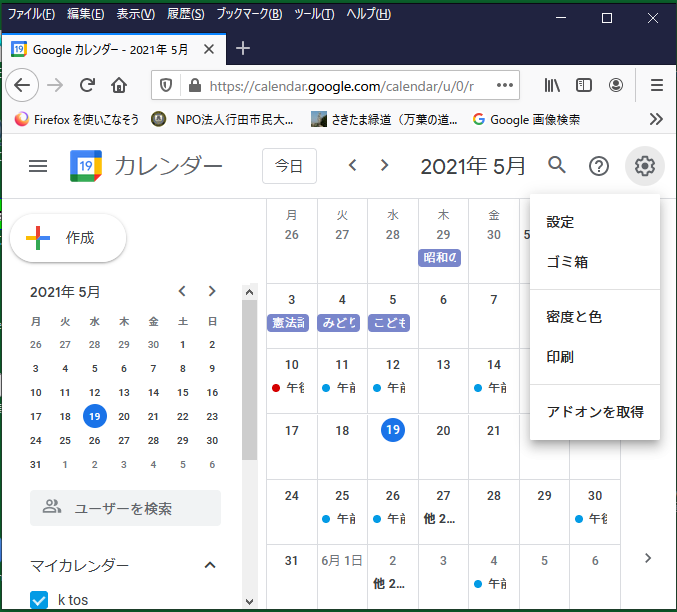 ファイル(F) 編集(E) 表示(V) 履歴(S) ブックマーク(B) ツール(T) ヘルプ(H)
Google カレンダー - 2021年 5月
https://calendar.google.com/calendar/u/0/r
Firefox を使いこなそう NPO法人行田市民大... さきたま緑道（万葉の道... Google 画像検索
カレンダー 今日 2021年 5月
作成
2021年 5月
月 火 水 木 金 土 日
26 27 28 29 30 1 2
3 4 5 6 7 8 9
10 11 12 13 14 15 16
17 18 19 20 21 22 23
24 25 26 27 28 29 30
31 1 2 3 4 5 6
ユーザーを検索
マイカレンダー
k tos
月 火 水 木 金
26 27 28 29 30
昭和の
3 4 5 6 7
憲法記 みどり こども
10 11 12 13 14
午後 午前 午前 午前
17 18 19 20 21
24 25 26 27 28 29 30
午前 午前 他 2... 午後
31 6月 1日 2 3 4 5 6
他 2... 午前
設定
ゴミ箱
密度と色
印刷
アドオンを取得